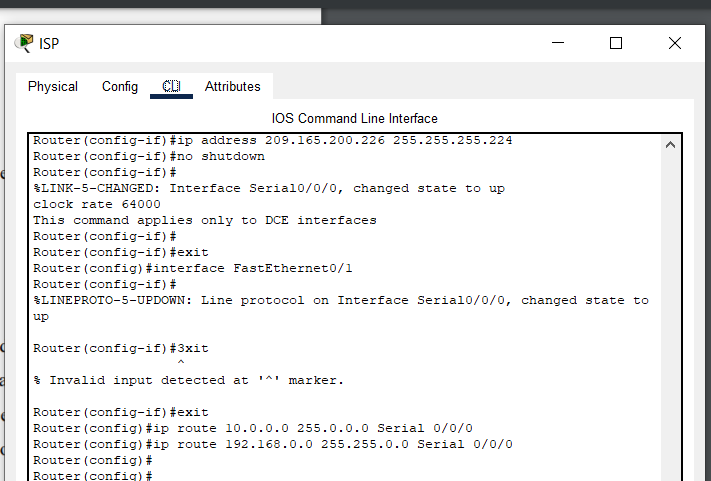 ISP
Physical Config CLI Attributes
IOS Command Line Interface
Router(config-if)#ip address 209.165.200.226 255.255.255.224
Router(config-if)#no shutdown
Router(config-if)#
%LINK-5-CHANGED: Interface Serial0/0/0, changed state to up
clock rate 64000
This command applies only to DCE interfaces
Router(config-if)#
Router(config-if)#exit
Router(config)#interface FastEthernet0/1
Router(config-if)#
%LINEPROTO-5-UPDOWN: Line protocol on Interface Serial0/0/0, changed state to
up
Router(config-if)#3xit
^
% Invalid input detected at '^' marker.
Router(config-if)#exit
Router(config)#ip route 10.0.0.0 255.0.0.0 Serial 0/0/0
Router(config)#ip route 192.168.0.0 255.255.0.0 Serial 0/0/0
Router(config)#
Router(config)#